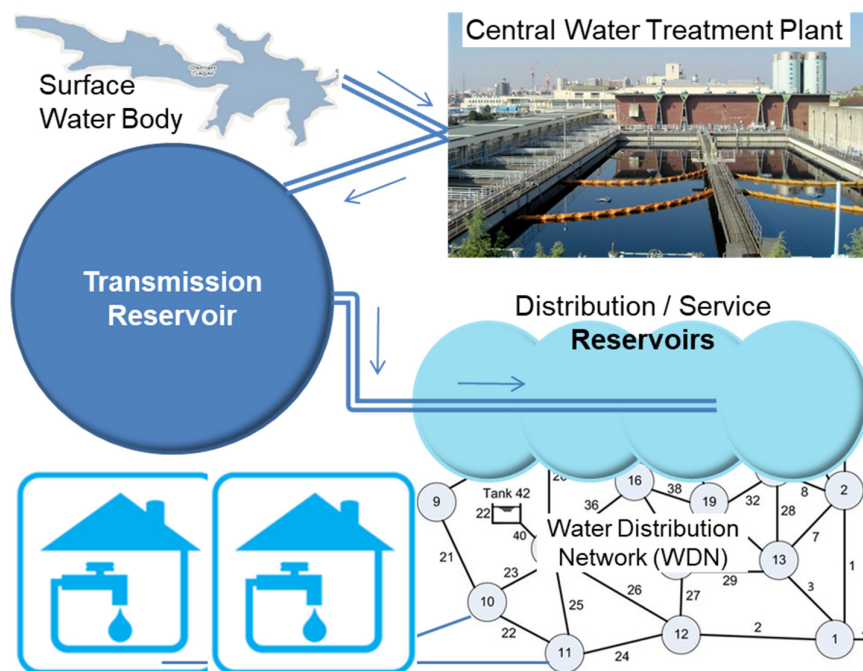 Central Water Treatment Plant
Surface
Water Body
Transmission
Reservoir
Distribution / Service
Reservoirs
Tank 42
22
9
16
38
19
32
8
2
36
40
28
Water Distribution
Network (WDN)
7
13
1
21
23
29
3
10
25
26
27
22
11
24
12
2
1